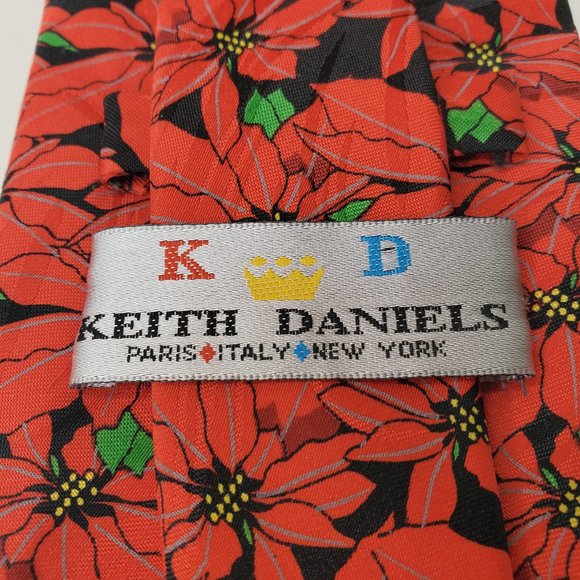 K D
KEITH DANIELS
PARIS♦ITALY♦NEW YORK